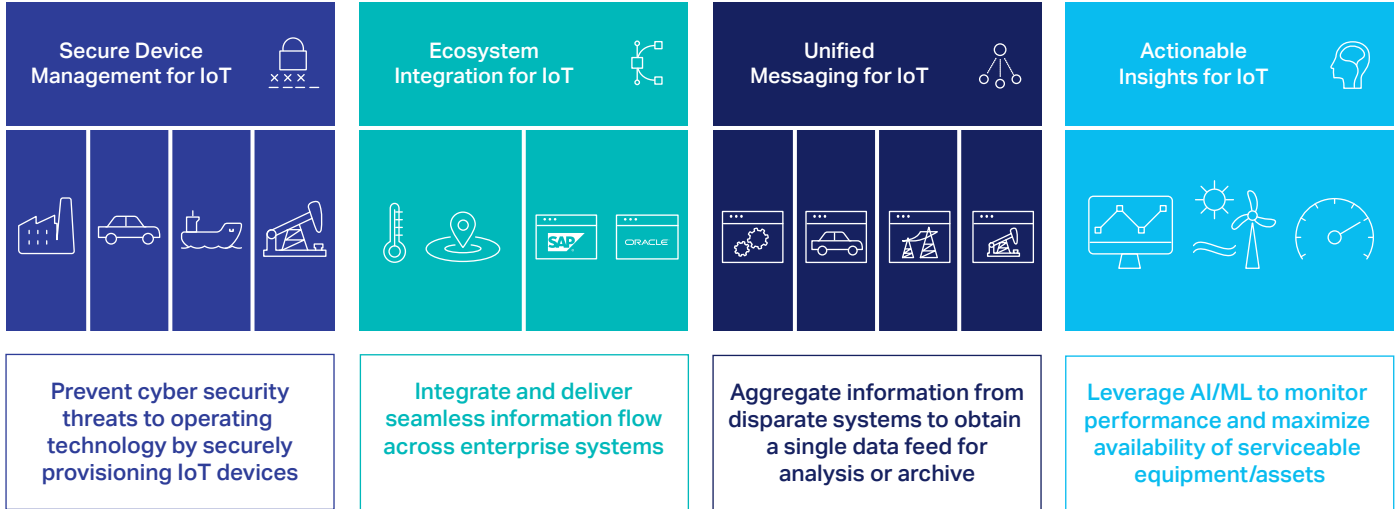 Secure Device
Management for IoT
xxx
Ecosystem
Integration for IoT
Unified
Messaging for IoT
Actionable
Insights for IoT
SAP
ORACLE
Prevent cyber security
threats to operating
technology by securely
provisioning IoT devices
Integrate and deliver
seamless information flow
across enterprise systems
Aggregate information from
disparate systems to obtain
a single data feed for
analysis or archive
Leverage AI/ML to monitor
performance and maximize
availability of serviceable
equipment/assets